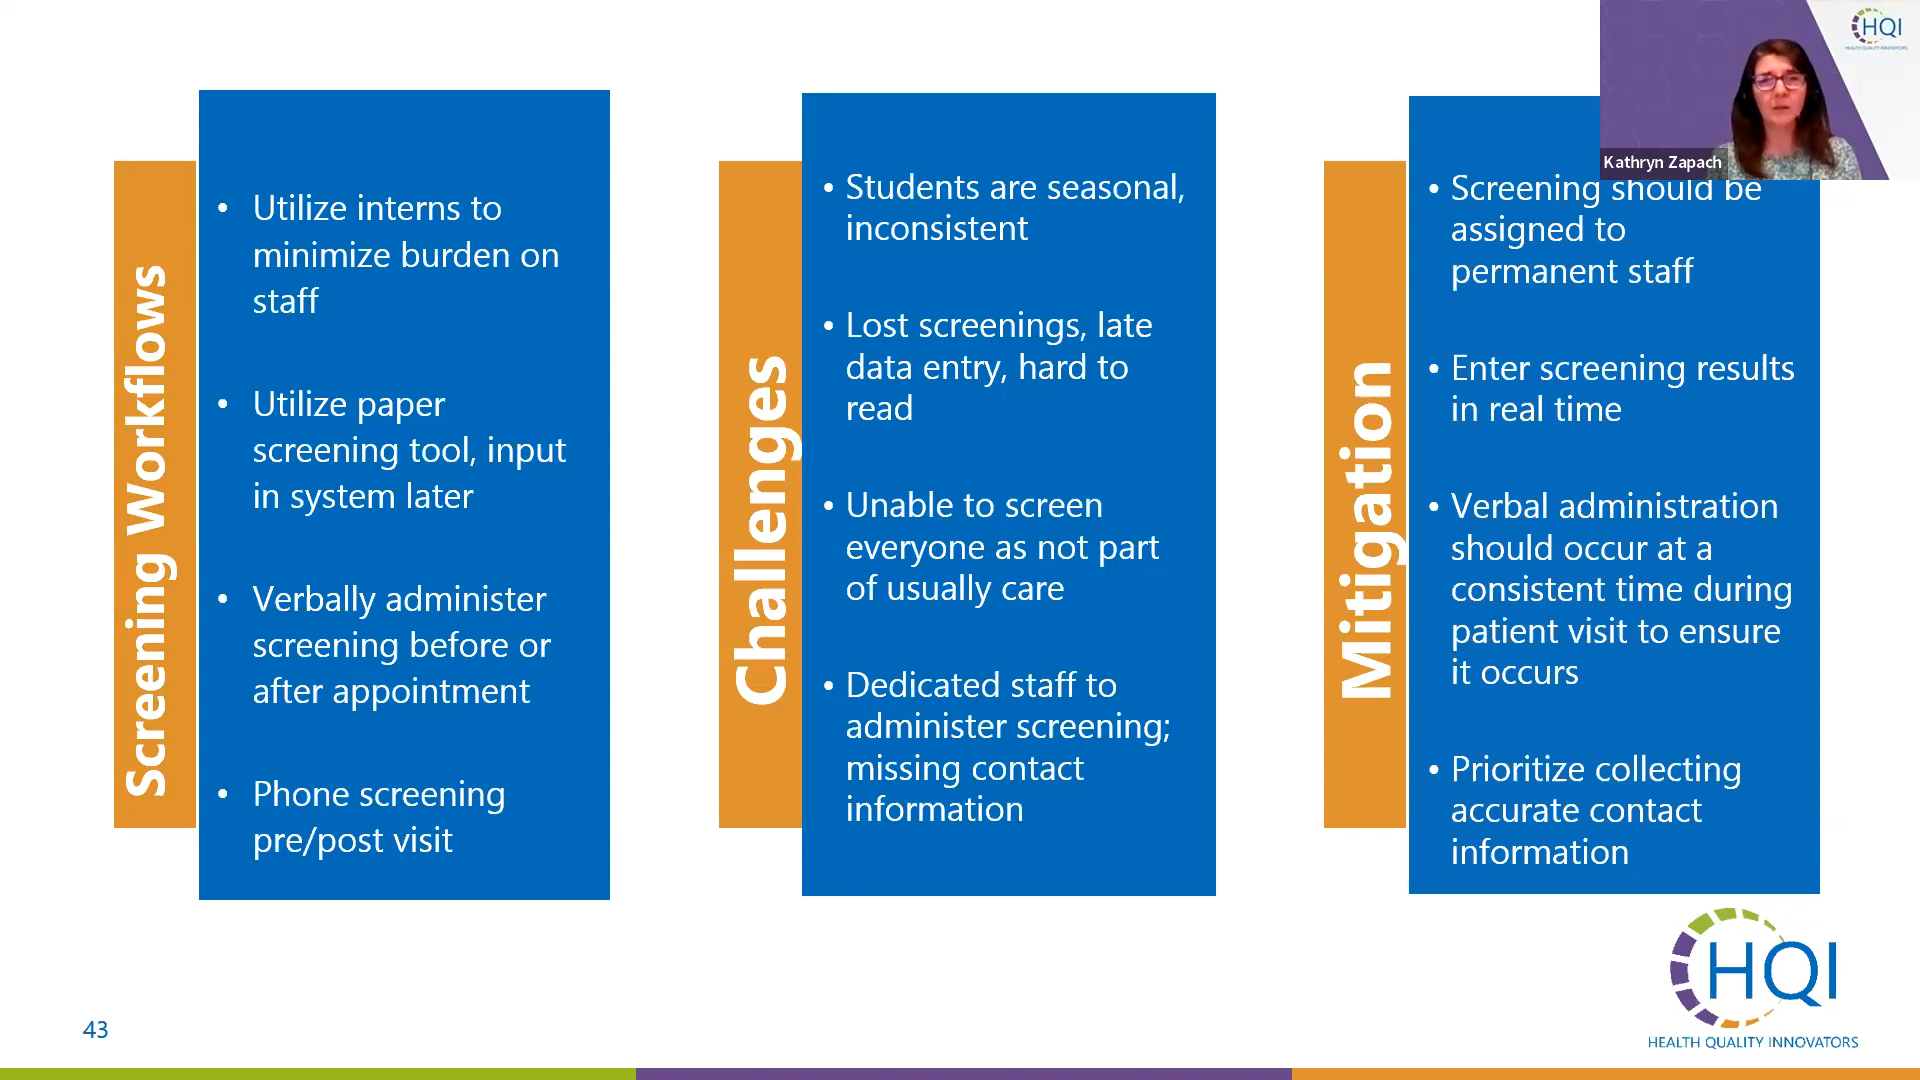 Screening Workflows
• Utilize interns to
minimize burden on
staff
• Utilize paper
screening tool, input
in system later
• Verbally administer
screening before or
after appointment
• Phone screening
pre/post visit
Challenges
• Students are seasonal,
inconsistent
• Lost screenings, late
data entry, hard to
read
• Unable to screen
everyone as not part
of usually care
• Dedicated staff to
administer screening;
missing contact
information
Mitigation
• Screening should be
assigned to
permanent staff
• Enter screening results
in real time
• Verbal administration
should occur at a
consistent time during
patient visit to ensure
it occurs
• Prioritize collecting
accurate contact
information
HQI
HEALTH QUALITY INNOVATORS
Kathryn Zapach
43
HQI
HEALTH QUALITY INNOVATORS